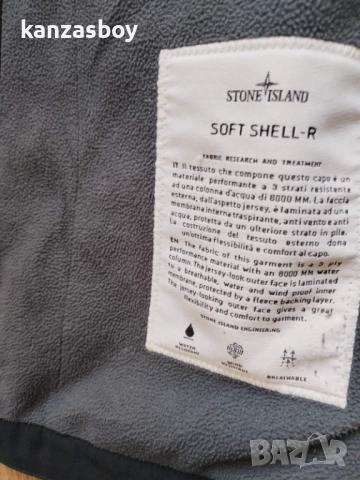 kanzasboy
STONE ISLAND
SOFT SHELL-R
FABRIC RESEARCH AND TREATMENT
IT Il tessuto che compone questo capo è un
materiale performante a 3 strati resistente
ad una colonna d'acqua di 8000 MM. La faccia
esterna, dall'aspetto jersey, è laminata ad una
membrana interna traspirante, anti vento e anti
acqua, protetta da un ulteriore strato in pile.
La costruzione del tessuto esterno dona
un'ottima flessibilità e comfort al capo.
EN The fabric of this garment is a 3 ply
performance material with an 8000 MM water
column. The jersey-look outer face is laminated
to a breathable, water and wind proof inner
membrane, protected by a fleece backing layer.
The jersey-looking outer face gives a great
flexibility and comfort to garment.
STONE ISLAND ENGINEERING
WATER
WIND
BREATHABLE
BAZAR